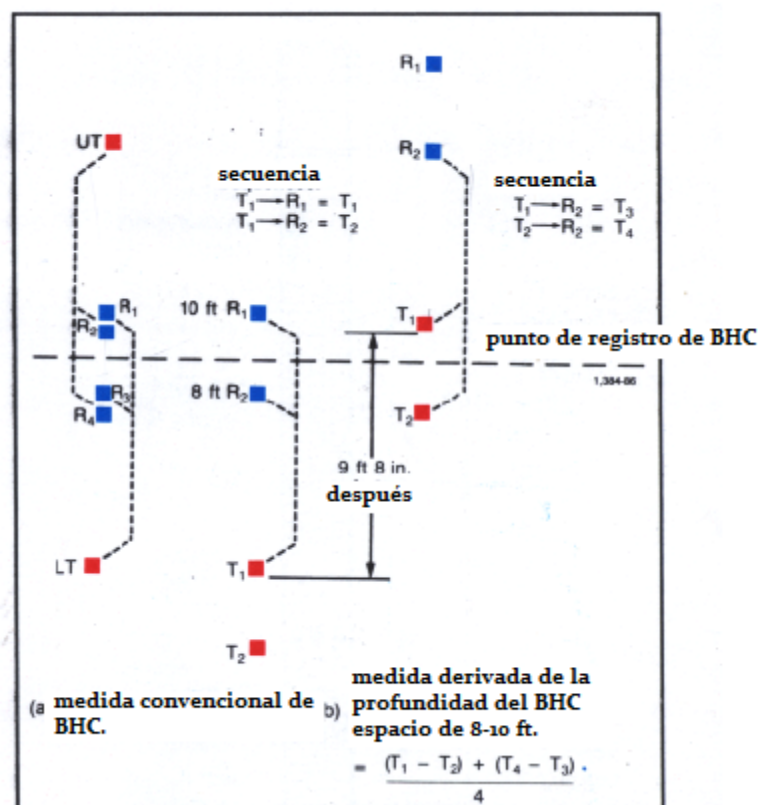 R₁
UT
R₂
secuencia
T₁→R₁ = T₁
T₁→R₂ = T₂
secuencia
T₁→R₂ = T₃
T₂→R₂ = T₄
R₁
R₂
10 ft R₁
T₁
punto de registro de BHC
1,384-86
R₃
R₄
8 ft R₂
T₂
9 ft 8 in.
después
LT
T₁
T₂
(a medida convencional de
BHC.
b) medida derivada de la
profundidad del BHC
espacio de 8-10 ft.
= (T₁ − T₂) + (T₄ − T₃) .
4